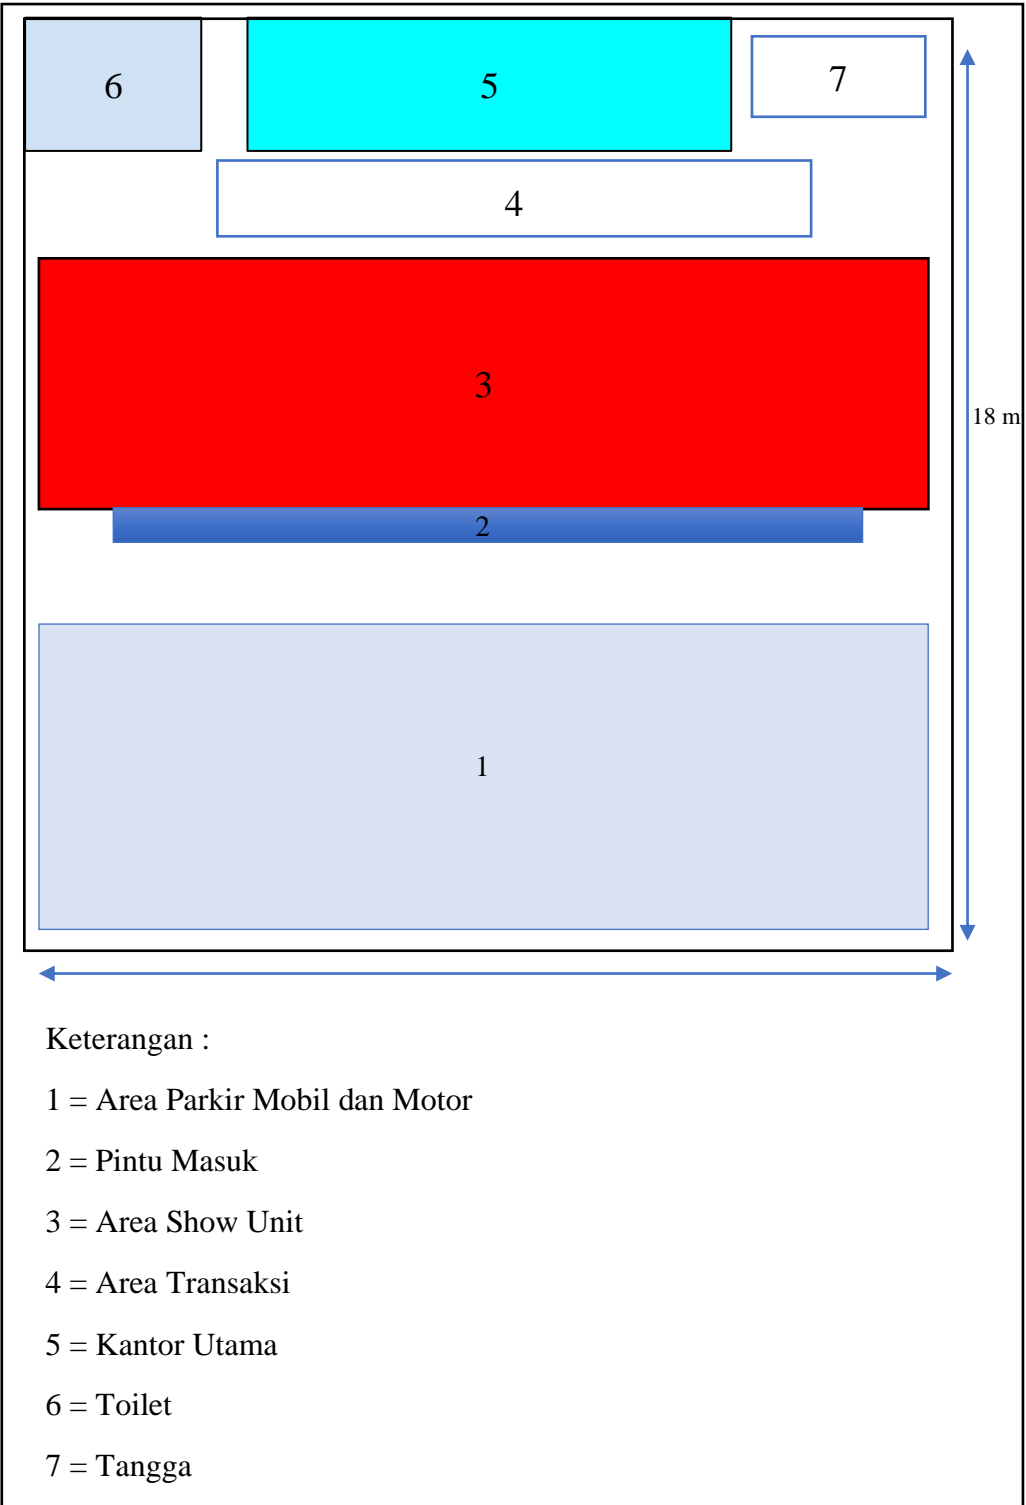 6
5
7
4
3
18 m
2
1
Keterangan :
1 = Area Parkir Mobil dan Motor
2 = Pintu Masuk
3 = Area Show Unit
4 = Area Transaksi
5 = Kantor Utama
6 = Toilet
7 = Tangga